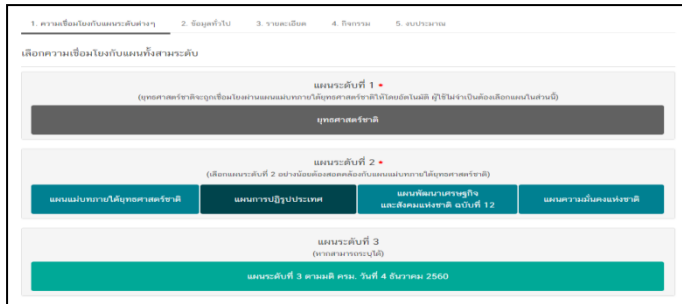 1. ความเชื่อมโยงกับแผนระดับต่างๆ 2. ข้อมูลทั่วไป 3. รายละเอียด 4. กิจกรรม 5. งบประมาณ
เลือกความเชื่อมโยงกับแผนทั้งสามระดับ
แผนระดับที่ 1 •
(ยุทธศาสตร์ชาติจะถูกเชื่อมโยงผ่านแผนแม่บทภายใต้ยุทธศาสตร์ชาติให้โดยอัตโนมัติ ผู้ใช้ไม่จำเป็นต้องเลือกแผนในส่วนนี้)
ยุทธศาสตร์ชาติ
แผนระดับที่ 2 •
(เลือกแผนระดับที่ 2 อย่างน้อยต้องสอดคล้องกับแผนแม่บทภายใต้ยุทธศาสตร์ชาติ)
แผนแม่บทภายใต้ยุทธศาสตร์ชาติ
แผนการปฏิรูปประเทศ
แผนพัฒนาเศรษฐกิจ
และสังคมแห่งชาติ ฉบับที่ 12
แผนความมั่นคงแห่งชาติ
แผนระดับที่ 3
(หากสามารถระบุได้)
แผนระดับที่ 3 ตามมติ ครม. วันที่ 4 ธันวาคม 2560